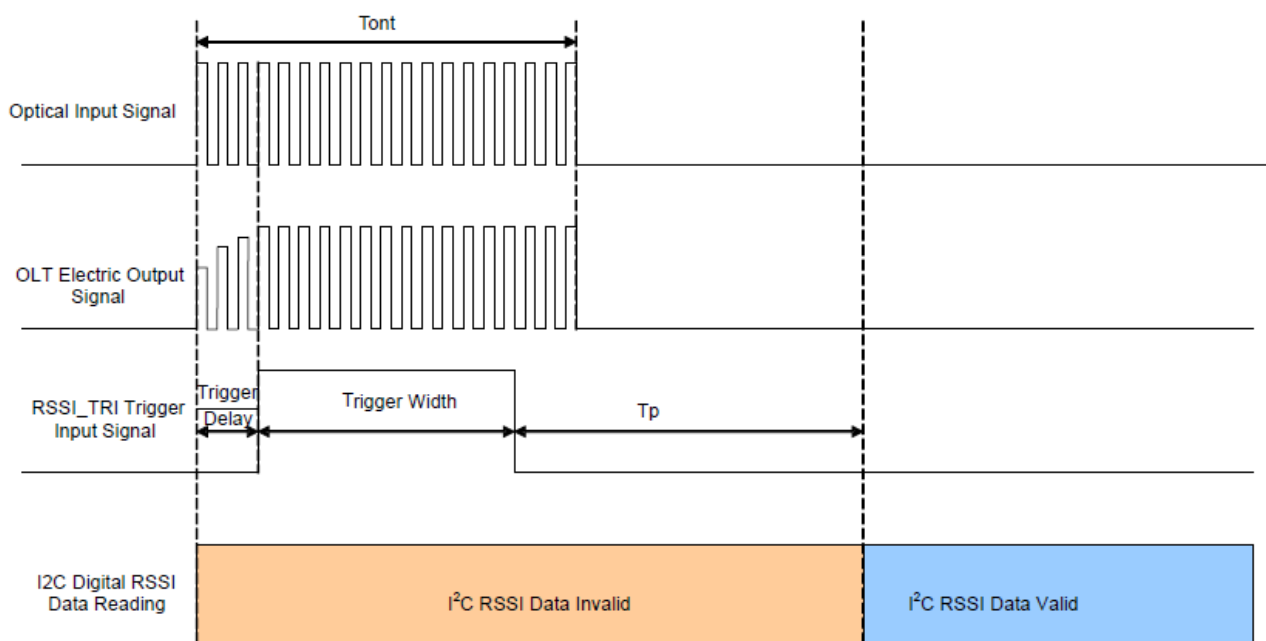 Tont
Optical Input Signal
OLT Electric Output
Signal
RSSI_TRI Trigger
Input Signal
Trigger
Delay
Trigger Width
Tp
I2C Digital RSSI
Data Reading
I²C RSSI Data Invalid
I²C RSSI Data Valid